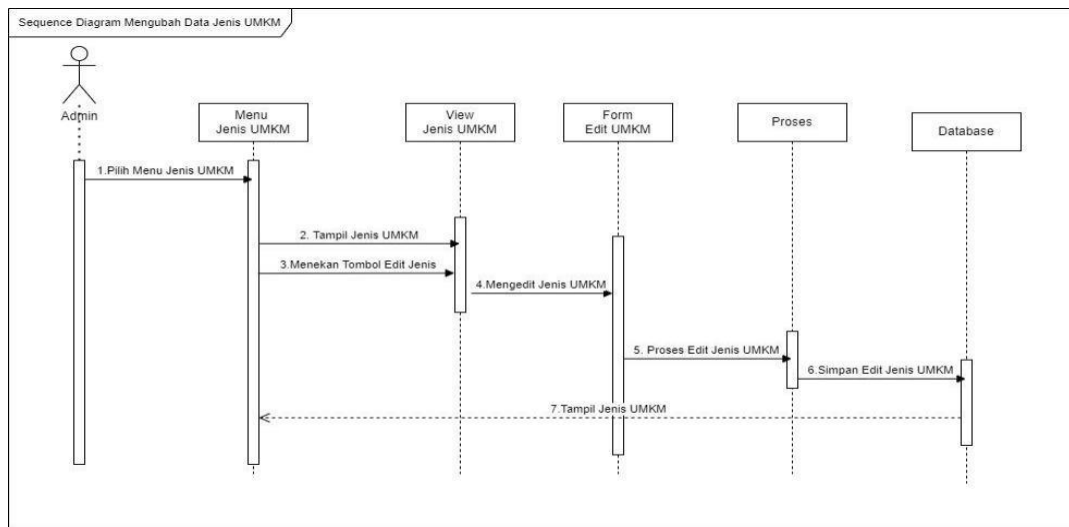 Sequence Diagram Mengubah Data Jenis UMKM
Admin
Menu
Jenis UMKM
View
Jenis UMKM
Form
Edit UMKM
Proses
Database
1.Pilih Menu Jenis UMKM
2. Tampil Jenis UMKM
3.Menekan Tombol Edit Jenis
4.Mengedit Jenis UMKM
5. Proses Edit Jenis UMKM
6.Simpan Edit Jenis UMKM
7.Tampil Jenis UMKM